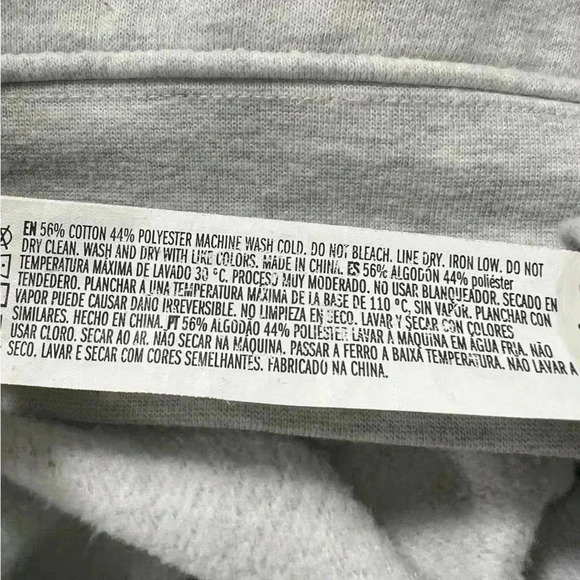 EN 56% COTTON 44% POLYESTER MACHINE WASH COLD. DO NOT BLEACH. LINE DRY. IRON LOW. DO NOT
DRY CLEAN. WASH AND DRY WITH LIKE COLORS. MADE IN CHINA. ES 56% ALGODÓN 44% poliéster
TEMPERATURA MÁXIMA DE LAVADO 30 °C. PROCESO MUY MODERADO. NO USAR BLANQUEADOR. SECADO EN
TENDEDERO. PLANCHAR A UNA TEMPERATURA MÁXIMA DE LA BASE DE 110 °C, SIN VAPOR. PLANCHAR CON
VAPOR PUEDE CAUSAR DAÑO IRREVERSIBLE. NO LIMPIEZA EN SECO. LAVAR Y SECAR CON COLORES
SIMILARES. HECHO EN CHINA. PT 56% ALGODÃO 44% POLIÉSTER LAVAR À MÁQUINA EM ÁGUA FRIA. NÃO
USAR CLORO. SECAR AO AR. NÃO SECAR NA MÁQUINA. PASSAR A FERRO A BAIXA TEMPERATURA. NÃO LAVAR A
SECO. LAVAR E SECAR COM CORES SEMELHANTES. FABRICADO NA CHINA.